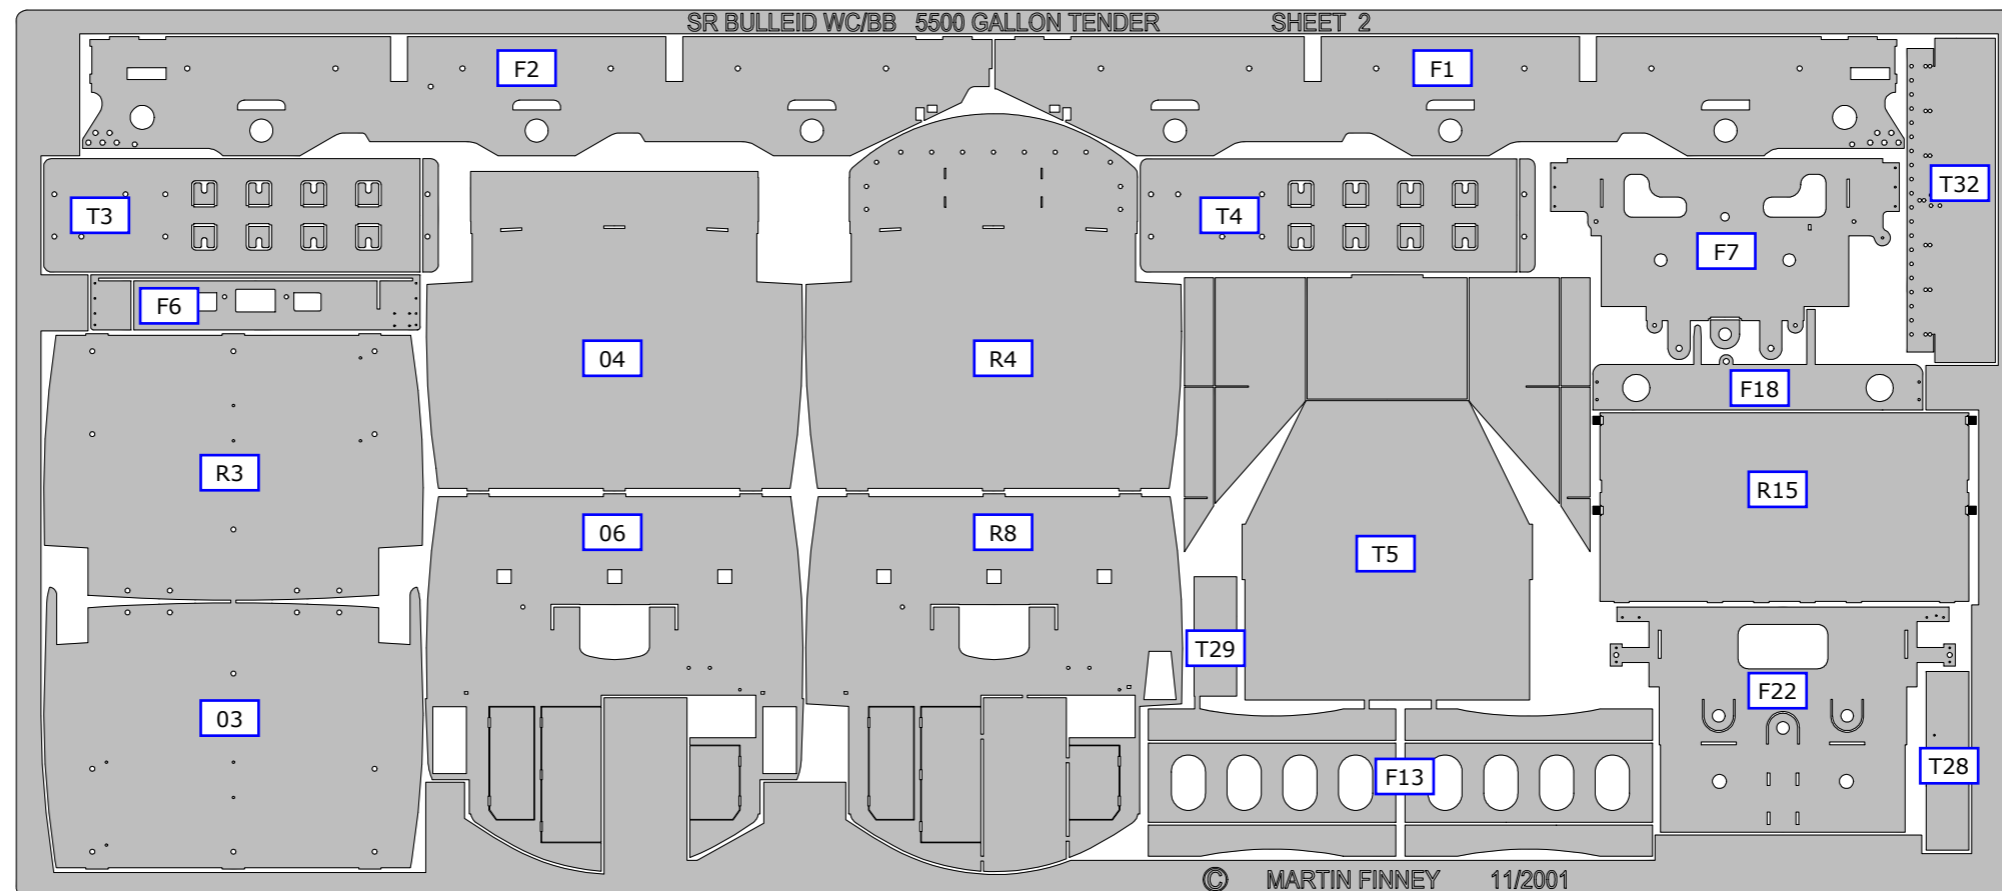 SR BULLEID WC/BB 5500 GALLON TENDER SHEET 2
F2
F1
T32
T3
T4
F7
F6
04
R4
F18
R3
R15
06
R8
T5
T29
F22
03
F13
T28
© MARTIN FINNEY 11/2001